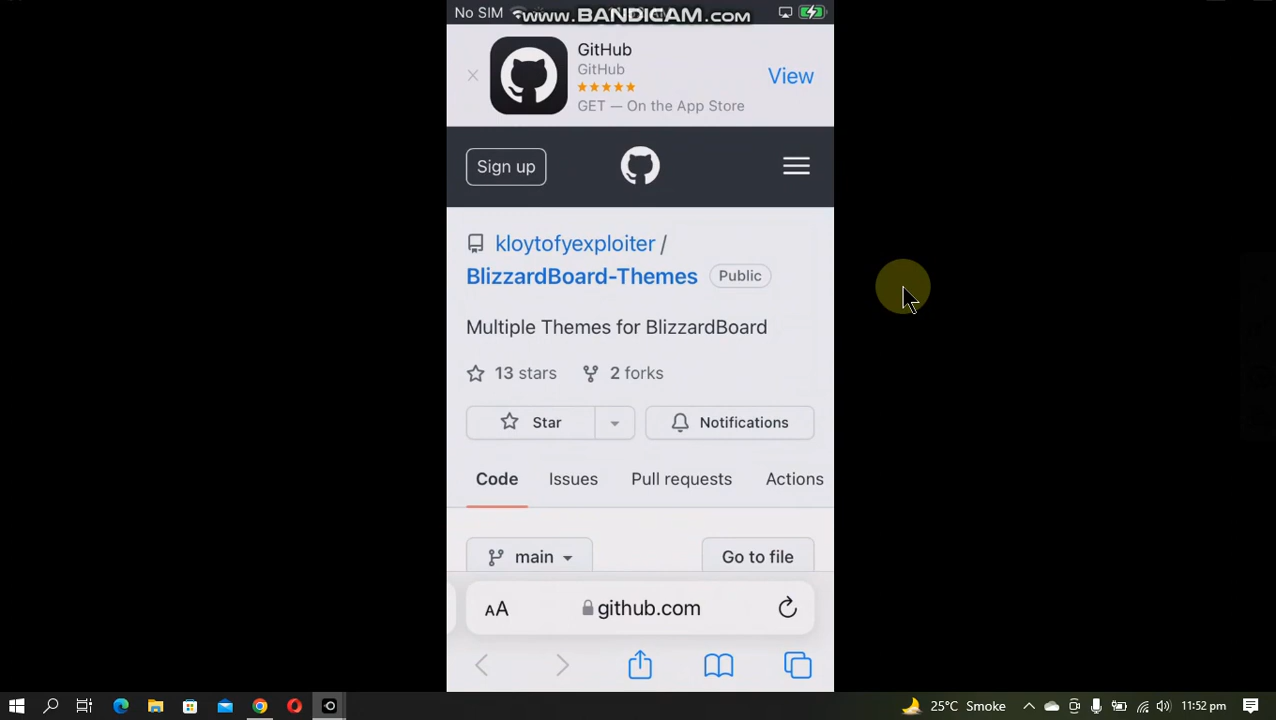 No SIM
www.BANDICAM.com
GitHub
GitHub
View
GET — On the App Store
Sign up
kloytofyexploiter /
BlizzardBoard-Themes Public
Multiple Themes for BlizzardBoard
13 stars 2 forks
Star Notifications
Code Issues Pull requests Actions
main Go to file
AA github.com
25°C Smoke 11:52 pm